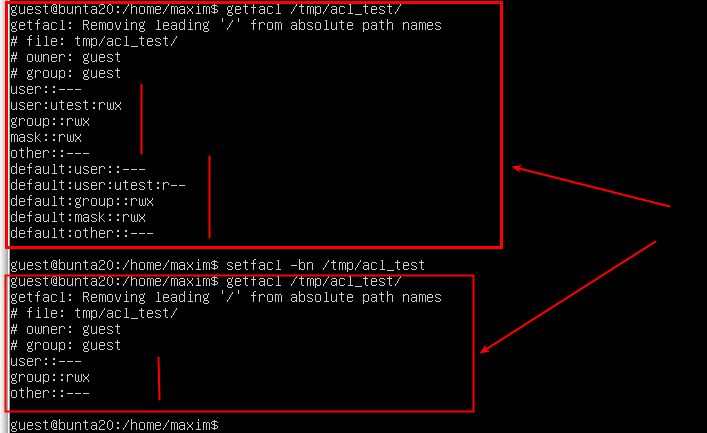 guest@bunta20:/home/maxim$ getfacl /tmp/acl_test/
getfacl: Removing leading '/' from absolute path names
# file: tmp/acl_test/
# owner: guest
# group: guest
user::---
user:utest:rwx
group::rwx
mask::rwx
other::---
default:user::---
default:user:utest:r--
default:group::rwx
default:mask::rwx
default:other::---
guest@bunta20:/home/maxim$ setfacl -bn /tmp/acl_test
guest@bunta20:/home/maxim$ getfacl /tmp/acl_test/
getfacl: Removing leading '/' from absolute path names
# file: tmp/acl_test/
# owner: guest
# group: guest
user::---
group::rwx
other::---
guest@bunta20:/home/maxim$